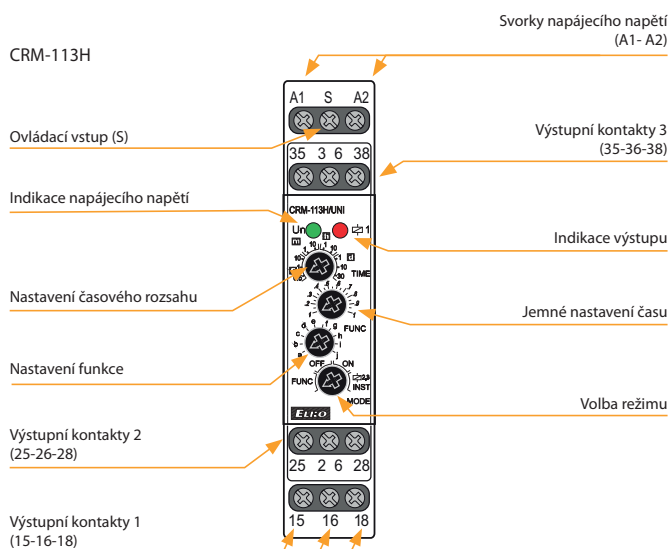 Svorky napájecího napětí
(A1- A2)
CRM-113H
A1 S A2
Ovládací vstup (S)
Výstupní kontakty 3
(35-36-38)
35 3 6 38
Indikace napájecího napětí
CRM-113H/UNI
Un
1
Indikace výstupu
TIME
Nastavení časového rozsahu
Jemné nastavení času
FUNC
Nastavení funkce
OFF ON
FUNC
INST
MODE
Volba režimu
ELKO
Výstupní kontakty 2
(25-26-28)
25 2 6 28
Výstupní kontakty 1
(15-16-18)
15 16 18